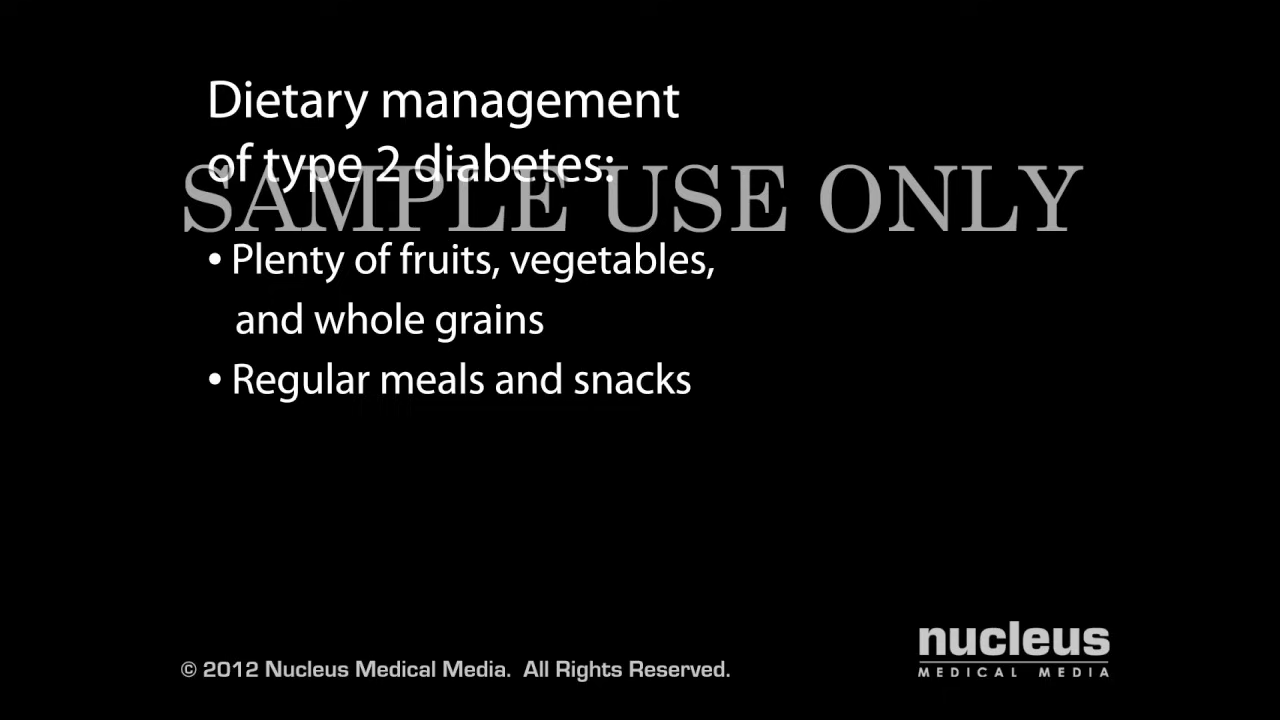 Dietary management
of type 2 diabetes:
SAMPLE USE ONLY
• Plenty of fruits, vegetables,
and whole grains
• Regular meals and snacks
nucleus
MEDICAL MEDIA
© 2012 Nucleus Medical Media. All Rights Reserved.